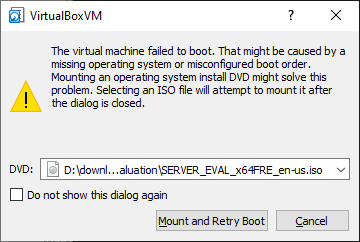 VirtualBoxVM
The virtual machine failed to boot. That might be caused by a
missing operating system or misconfigured boot order.
Mounting an operating system install DVD might solve this
problem. Selecting an ISO file will attempt to mount it after
the dialog is closed.
DVD: D:\downl...aluation\SERVER_EVAL_x64FRE_en-us.iso
Do not show this dialog again
Mount and Retry Boot Cancel